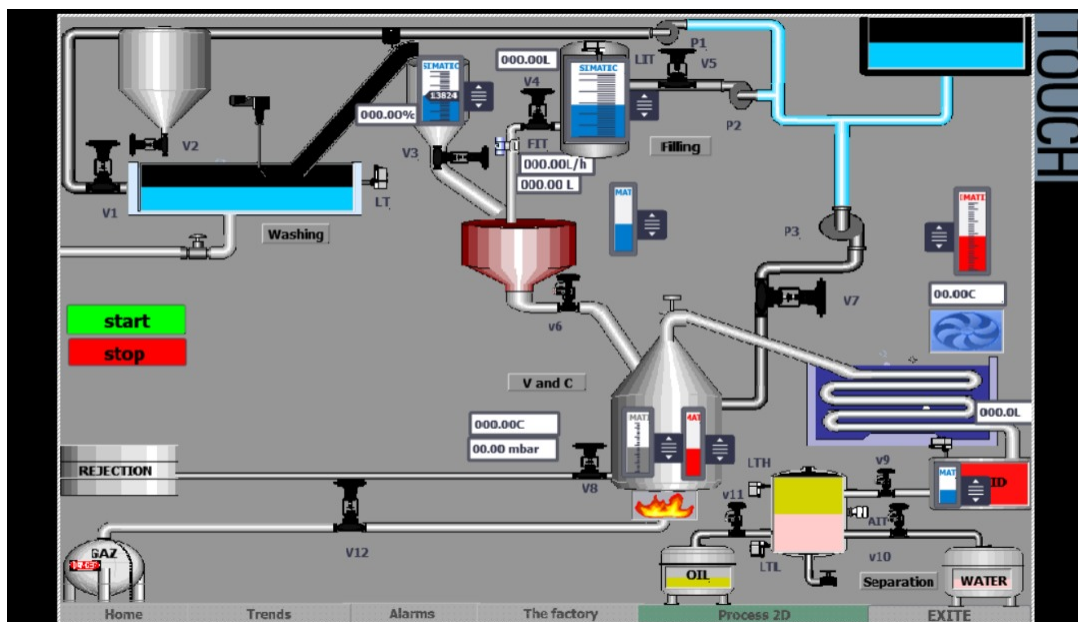 TOUCH
P1
000.00L
LIT
V5
SIMATIC
SIMATIC
V4
13824
000.00%
P2
V2
V3
FIT
Filling
000.00L/h
000.00 L
LT
V1
MAT
P3
Washing
00.00C
V7
start
v6
stop
V and C
000.0L
000.00C
MATI
MAT
00.00 mbar
REJECTION
LTH
v9
V8
MAT
v11
AIT
GAZ
V12
LTL
v10
OIL
Separation
WATER
Home
Trends
Alarms
The factory
Process 2D
EXITE